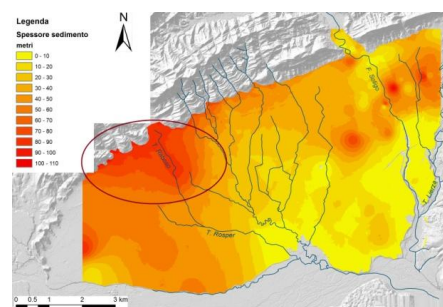 Legenda
Spessore sedimento
metri
0 - 10
10 - 20
20 - 30
30 - 40
40 - 50
50 - 60
60 - 70
70 - 80
80 - 90
90 - 100
100 - 110
N
T. Rosper
0 0.5 1 2 3 km